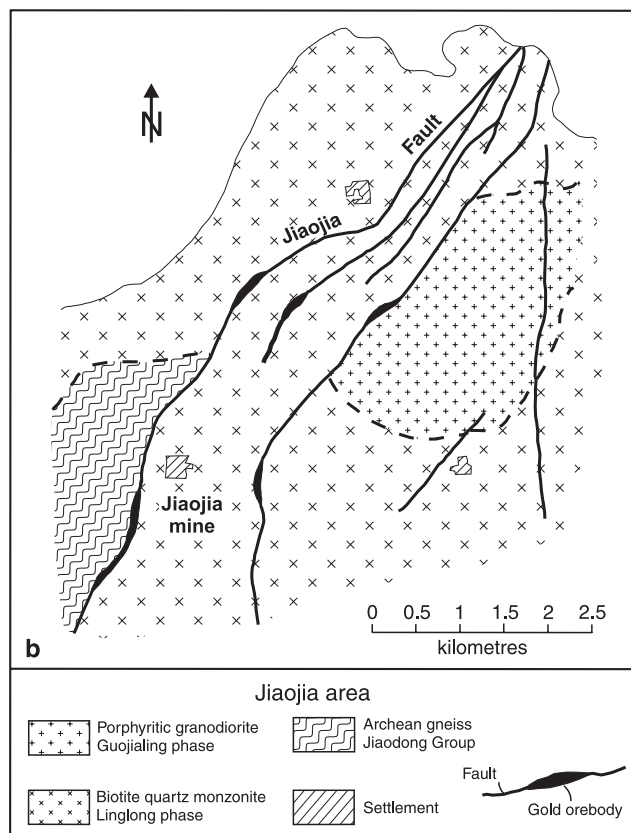 N
Fault
Jiaojia
Jiaojia
mine
b
0 0.5 1 1.5 2 2.5
kilometres
Jiaojia area
Porphyritic granodiorite
Guojialing phase
Archean gneiss
Jiaodong Group
Biotite quartz monzonite
Linglong phase
Settlement
Fault
Gold orebody